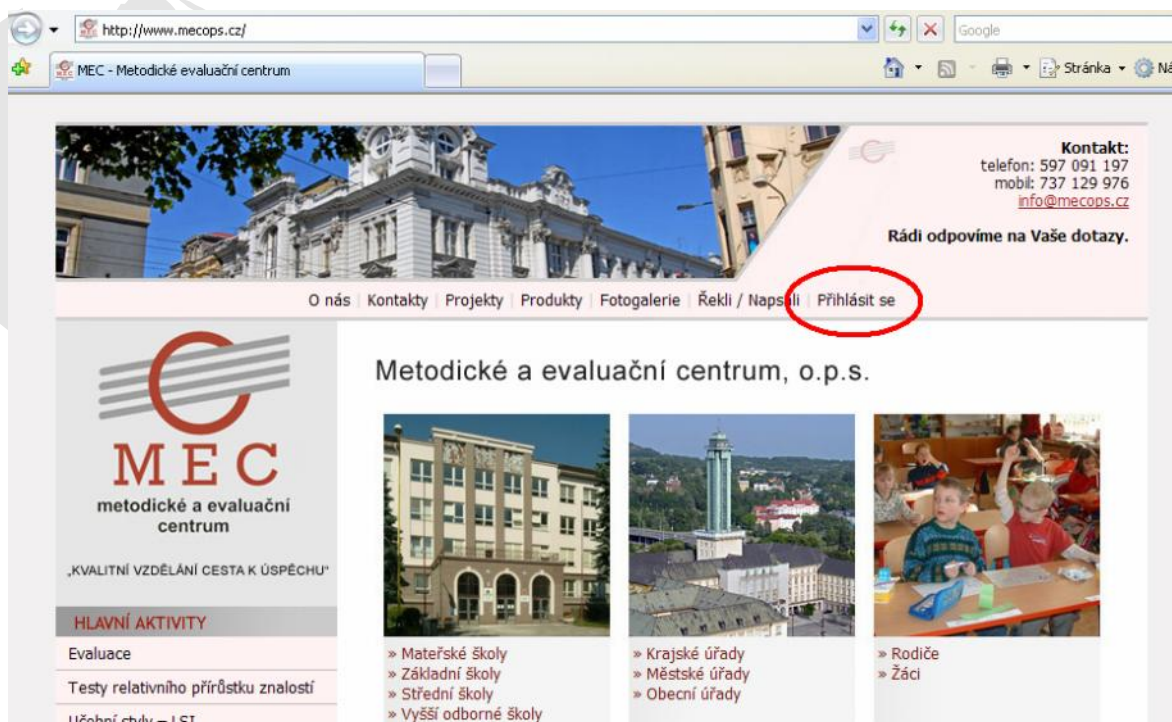 http://www.mecops.cz/
Google
MEC - Metodické evaluační centrum
Stránka
Kontakt:
telefon: 597 091 197
mobil: 737 129 976
info@mecops.cz
Rádi odpovíme na Vaše dotazy.
O nás | Kontakty | Projekty | Produkty | Fotogalerie | Řekli / Napsali | Přihlásit se
MEC
metodické a evaluační
centrum
„KVALITNÍ VZDĚLÁNÍ CESTA K ÚSPĚCHU"
HLAVNÍ AKTIVITY
Evaluace
Testy relativního přírůstku znalostí
Učební styly – LSI
Metodické a evaluační centrum, o.p.s.
» Mateřské školy
» Základní školy
» Střední školy
» Vyšší odborné školy
» Krajské úřady
» Městské úřady
» Obecní úřady
» Rodiče
» Žáci